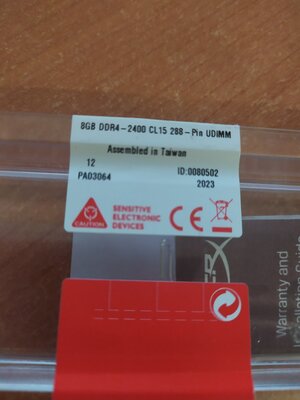 8GB DDR4-2400 CL15 288-Pin UDIMM
Assembled in Taiwan
12
PA03064
ID:0080502
2023
CAUTION
SENSITIVE
ELECTRONIC
DEVICES
CE
Warranty and